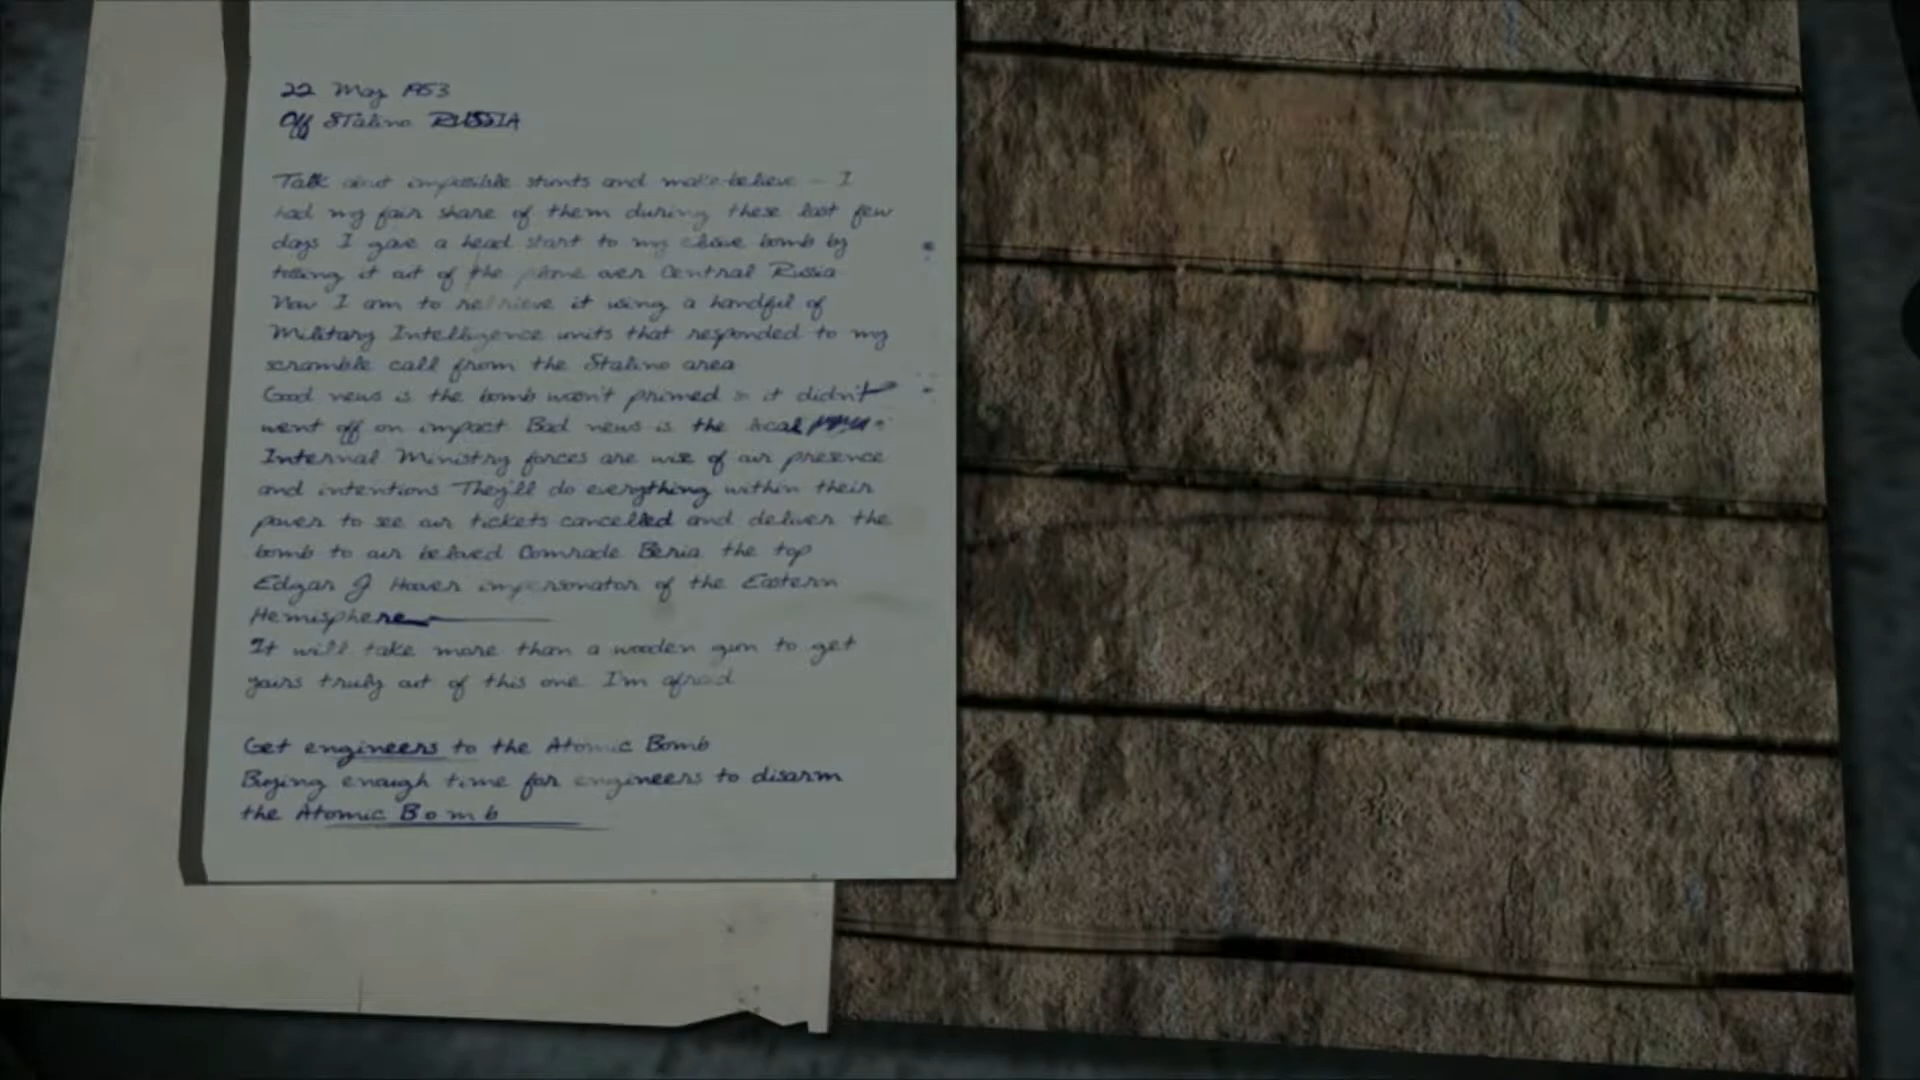 22 May 1953
Off Stalino RUSSIA
Talk about impossible stunts and make-believe - I
had my fair share of them during these last few
days I gave a head start to my above bomb by
tossing it out of the plane over Central Russia
Now I am to retrieve it using a handful of
Military Intelligence units that responded to my
scramble call from the Stalino area
Good news is the bomb wasn't primed it didn't
went off on impact Bad news is the local
Internal Ministry forces are wise of our presence
and intentions They'll do everything within their
power to see our tickets cancelled and deliver the
bomb to our beloved Comrade Beria the top
Edgar J Hoover impersonator of the Eastern
Hemisphere
It will take more than a wooden gun to get
yours truly out of this one I'm afraid
Get engineers to the Atomic Bomb
Buying enough time for engineers to disarm
the Atomic Bomb